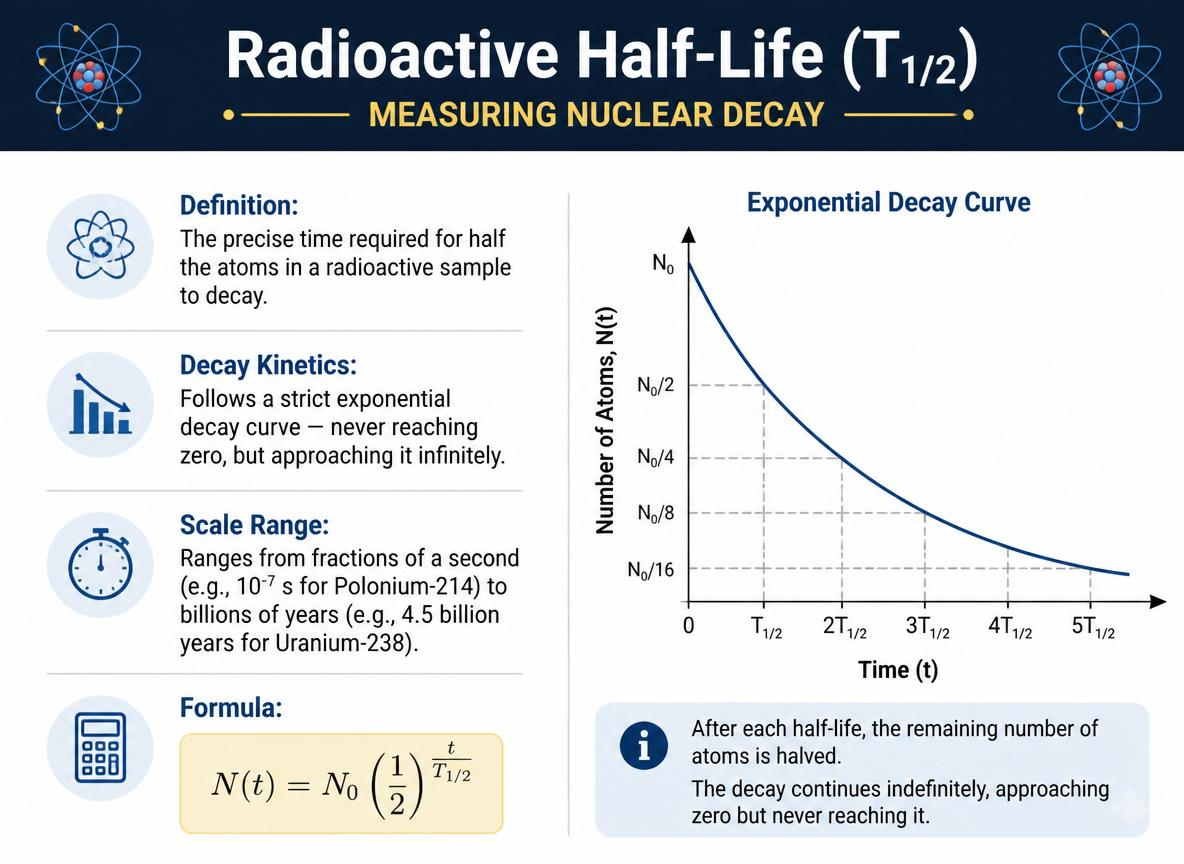 Radioactive Half-Life (T₁/₂)
MEASURING NUCLEAR DECAY
Definition:
The precise time required for half
the atoms in a radioactive sample
to decay.
Decay Kinetics:
Follows a strict exponential
decay curve — never reaching
zero, but approaching it infinitely.
Scale Range:
Ranges from fractions of a second
(e.g., 10⁻⁷ s for Polonium-214) to
billions of years (e.g., 4.5 billion
years for Uranium-238).
Formula:
N(t) = N₀ (1/2)^(t/T₁/₂)
Exponential Decay Curve
Number of Atoms, N(t)
N₀
N₀/2
N₀/4
N₀/8
N₀/16
0 T₁/₂ 2T₁/₂ 3T₁/₂ 4T₁/₂ 5T₁/₂
Time (t)
i
After each half-life, the remaining number of
atoms is halved.
The decay continues indefinitely, approaching
zero but never reaching it.